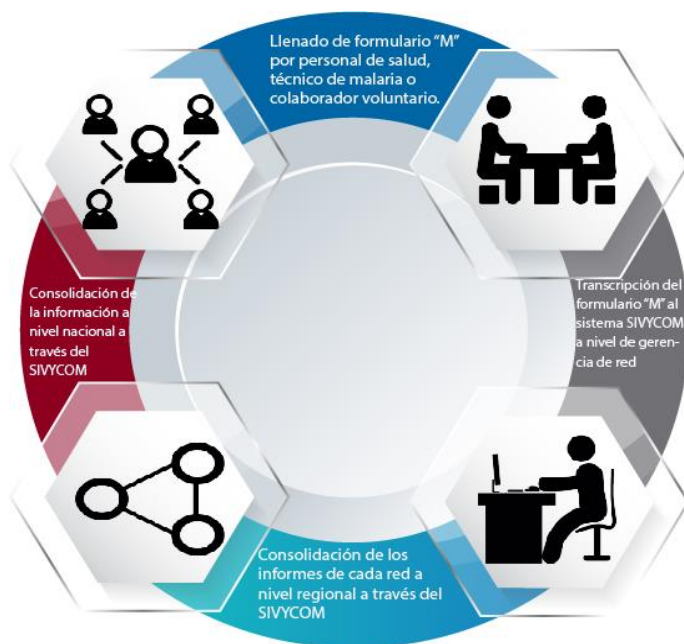 Llenado de formulario “M”
por personal de salud,
técnico de malaria o
colaborador voluntario.
Transcripción del
formulario “M” al
sistema SIVYCOM
a nivel de geren-
cia de red
Consolidación de los
informes de cada red a
nivel regional a través del
SIVYCOM
Consolidación de
la información a
nivel nacional a
través del
SIVYCOM